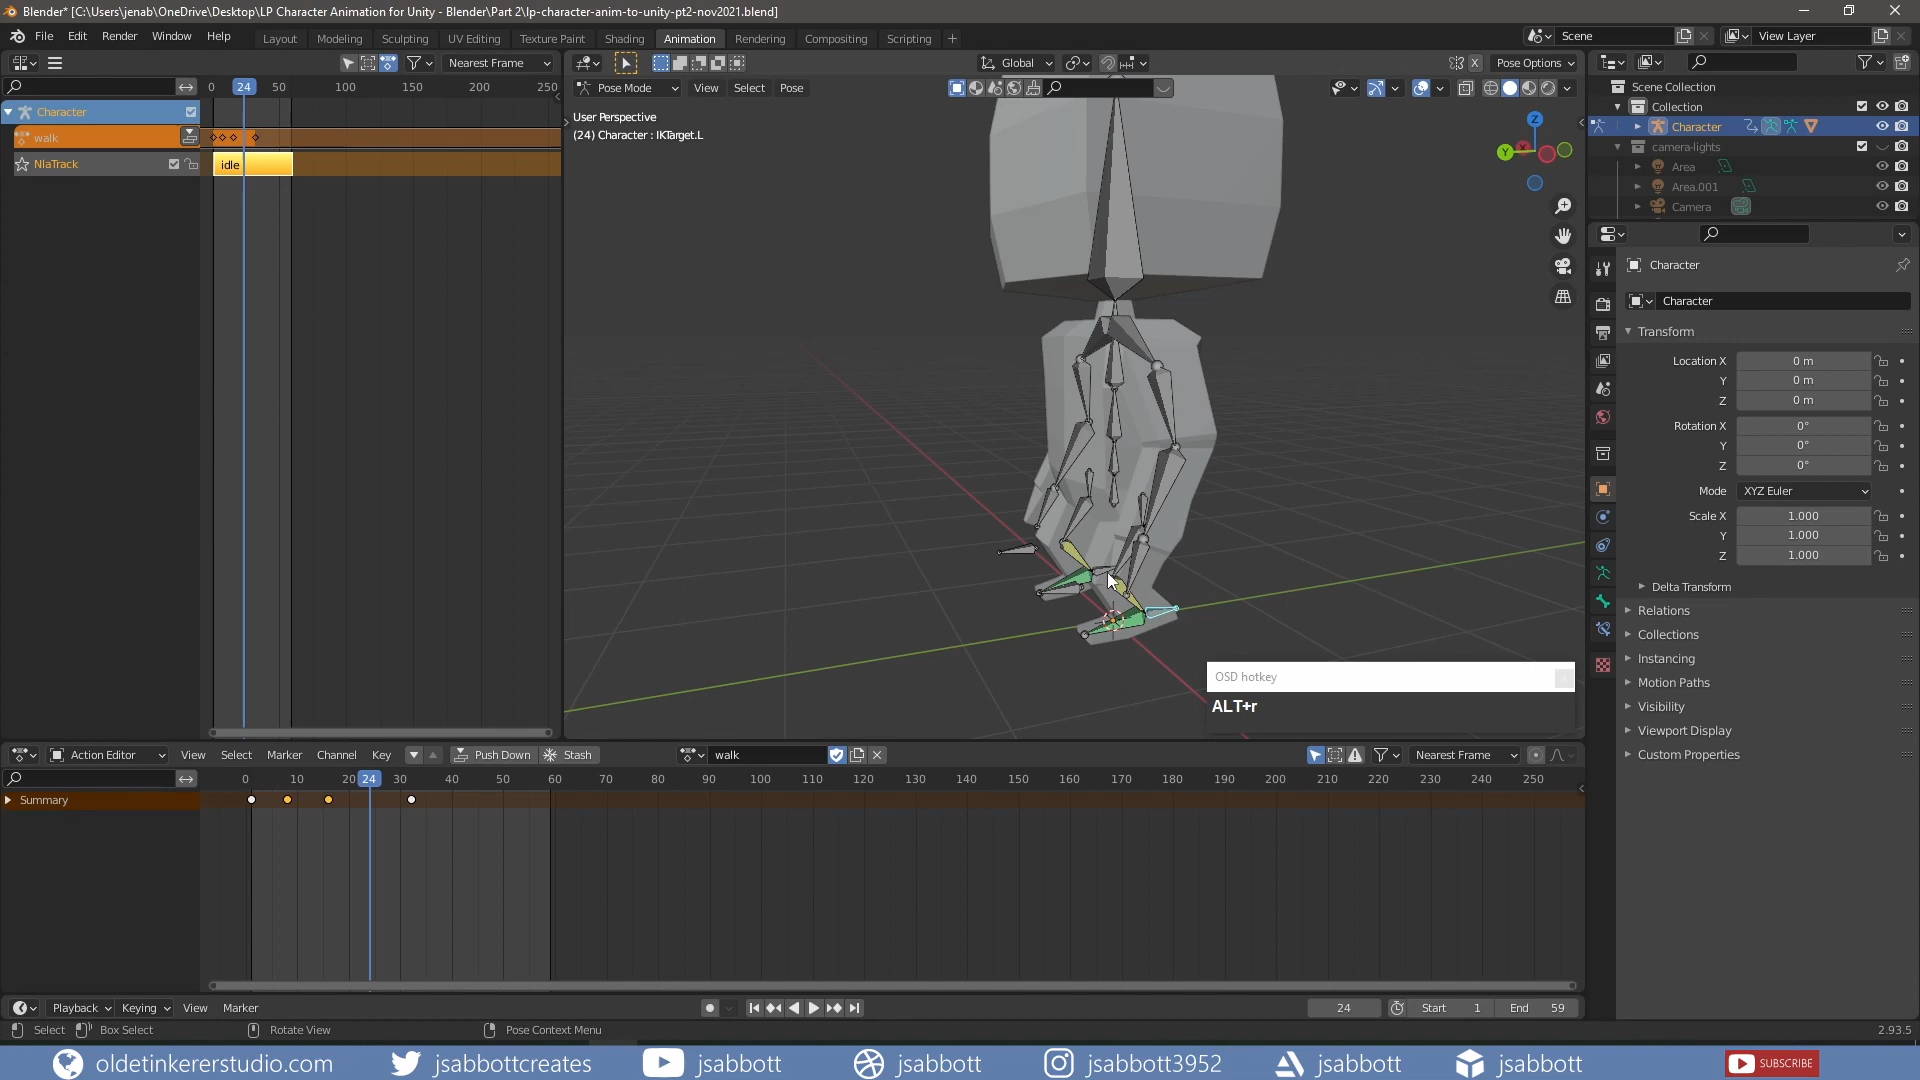 Blender* [C:\Users\jenab\OneDrive\Desktop\LP Character Animation for Unity - Blender\Part 2\lp-character-anim-to-unity-pt2-nov2021.blend]
File Edit Render Window Help Layout Modeling Sculpting UV Editing Texture Paint Shading Animation Rendering Compositing Scripting + Scene View Layer
Nearest Frame Global Pose Options
0 24 50 100 150 200 250 Pose Mode View Select Pose
Character
walk
NlaTrack idle
User Perspective
(24) Character : IKTarget.L
Z
Y X
Scene Collection
Collection
Character
camera-lights
Area
Area.001
Camera
Character
Character
Transform
Location X 0 m
Y 0 m
Z 0 m
Rotation X 0°
Y 0°
Z 0°
Mode XYZ Euler
Scale X 1.000
Y 1.000
Z 1.000
Delta Transform
Relations
Collections
Instancing
Motion Paths
Visibility
Viewport Display
Custom Properties
OSD hotkey
ALT+r
Action Editor View Select Marker Channel Key Push Down Stash walk Nearest Frame
0 10 20 24 30 40 50 60 70 80 90 100 110 120 130 140 150 160 170 180 190 200 210 220 230 240 250
Summary
Playback Keying View Marker 24 Start 1 End 59
Select Box Select Rotate View Pose Context Menu 2.93.5
oldetinkererstudio.com jsabbottcreates jsabbott jsabbott jsabbott3952 jsabbott jsabbott SUBSCRIBE